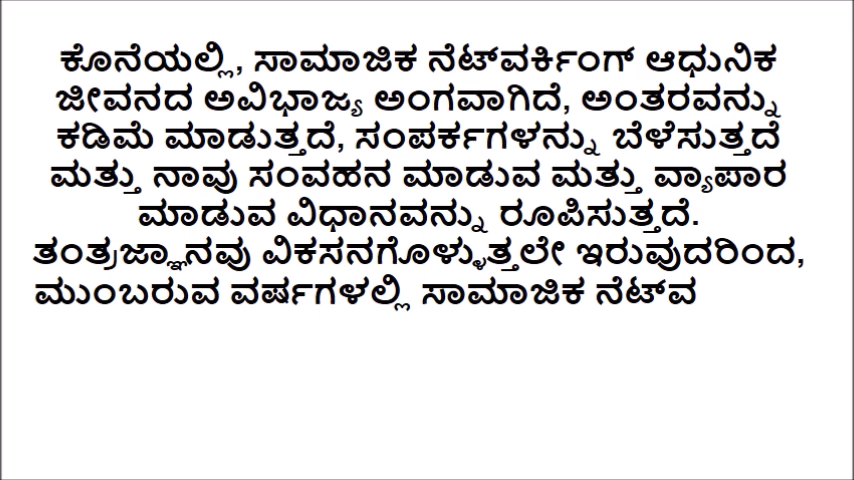 ಕೊನೆಯಲ್ಲಿ, ಸಾಮಾಜಿಕ ನೆಟ್‌ವರ್ಕಿಂಗ್ ಆಧುನಿಕ
ಜೀವನದ ಅವಿಭಾಜ್ಯ ಅಂಗವಾಗಿದೆ, ಅಂತರವನ್ನು
ಕಡಿಮೆ ಮಾಡುತ್ತದೆ, ಸಂಪರ್ಕಗಳನ್ನು ಬೆಳೆಸುತ್ತದೆ
ಮತ್ತು ನಾವು ಸಂವಹನ ಮಾಡುವ ಮತ್ತು ವ್ಯಾಪಾರ
ಮಾಡುವ ವಿಧಾನವನ್ನು ರೂಪಿಸುತ್ತದೆ.
ತಂತ್ರಜ್ಞಾನವು ವಿಕಸನಗೊಳ್ಳುತ್ತಲೇ ಇರುವುದರಿಂದ,
ಮುಂಬರುವ ವರ್ಷಗಳಲ್ಲಿ ಸಾಮಾಜಿಕ ನೆಟ್‌ವ